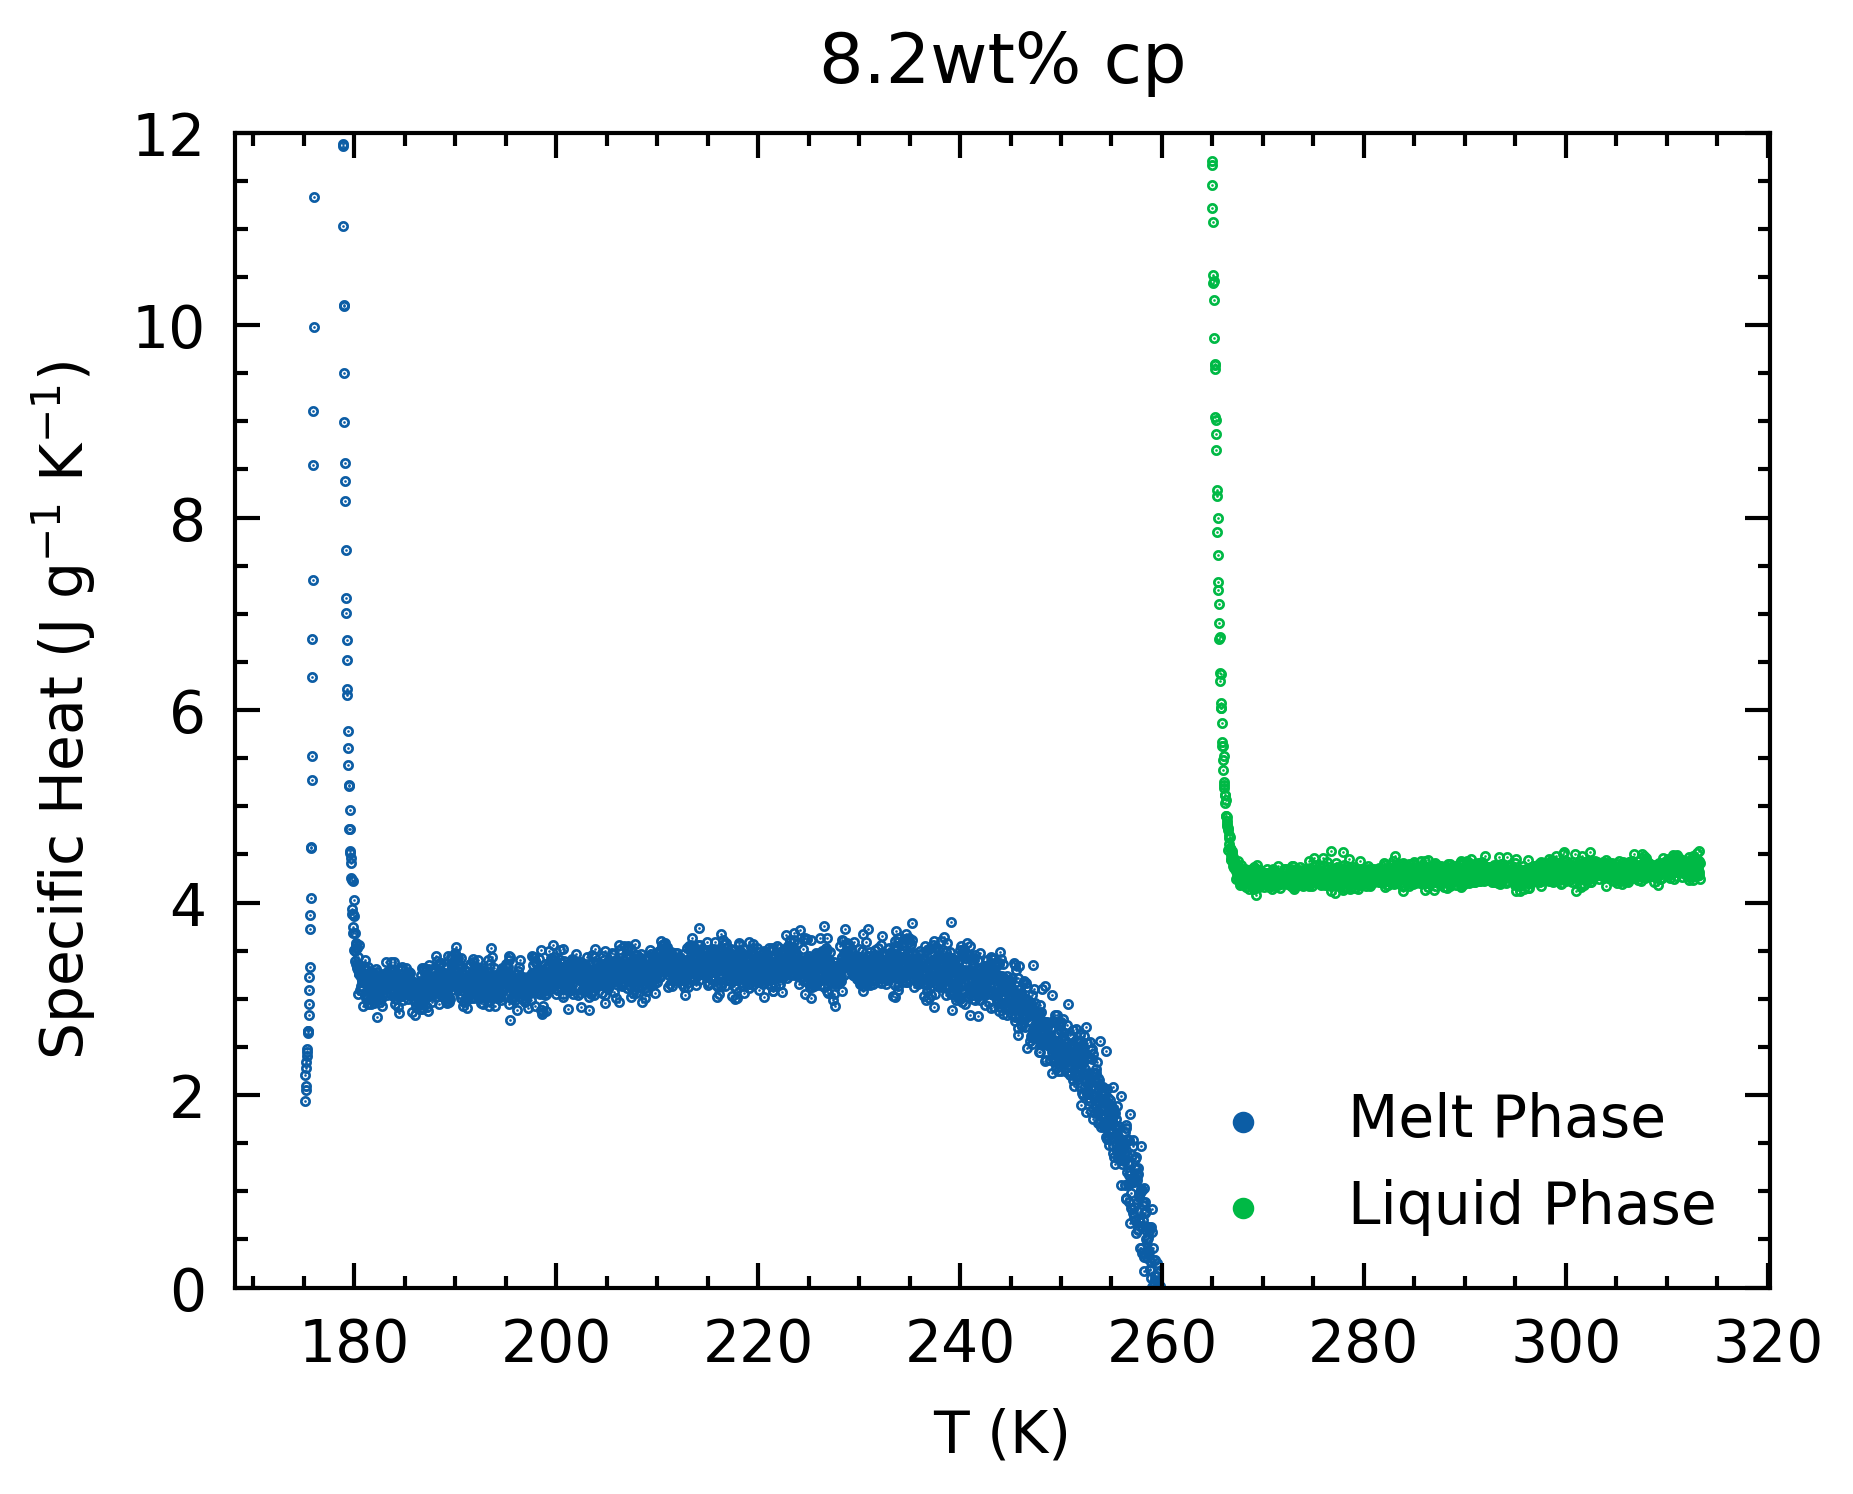 8.2wt% cp
12
10
8
6
4
2
0
Specific Heat (J g⁻¹ K⁻¹)
Melt Phase
Liquid Phase
180 200 220 240 260 280 300 320
T (K)